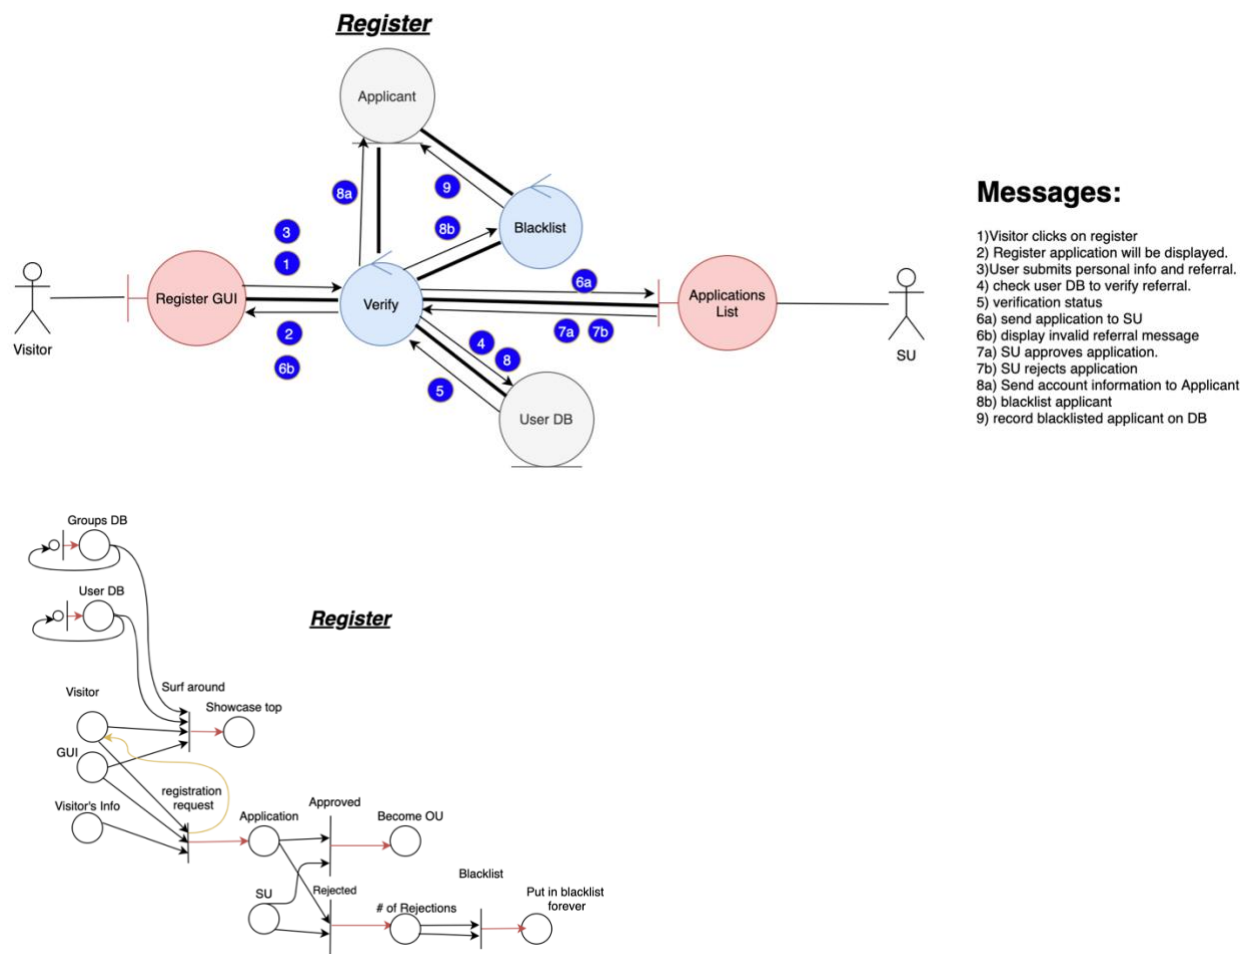 Register
Applicant
8a
9
3
8b
Blacklist
1
6a
Register GUI
Verify
Applications
List
Visitor
2
4
7a
7b
SU
6b
8
5
User DB
Messages:
1)Visitor clicks on register
2) Register application will be displayed.
3)User submits personal info and referral.
4) check user DB to verify referral.
5) verification status
6a) send application to SU
6b) display invalid referral message
7a) SU approves application.
7b) SU rejects application
8a) Send account information to Applicant
8b) blacklist applicant
9) record blacklisted applicant on DB
Groups DB
User DB
Register
Visitor
Surf around
Showcase top
GUI
registration
request
Visitor's Info
Application
Approved
Become OU
SU
Rejected
# of Rejections
Blacklist
Put in blacklist
forever